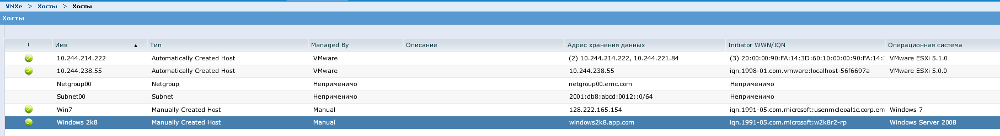 VNXe > Хосты > Хосты
Хосты
! Имя ▲ Тип Managed By Описание Адрес хранения данных Initiator WWN/IQN Операционная система
10.244.214.222 Automatically Created Host VMware (2) 10.244.214.222, 10.244.221.84 (3) 20:00:00:90:FA:14:3D:60:10:00:00:90:FA:14: VMware ESXi 5.1.0
10.244.238.55 Automatically Created Host VMware 10.244.238.55 iqn.1998-01.com.vmware:localhost-56f6697a VMware ESXi 5.0.0
Netgroup00 Netgroup Неприменимо netgroup00.emc.com Неприменимо
Subnet00 Subnet Неприменимо 2001:db8:abcd:0012::0/64 Неприменимо
Win7 Manually Created Host Manual 128.222.165.154 iqn.1991-05.com.microsoft:usenmcleoal1c.corp.em Windows 7
Windows 2k8 Manually Created Host Manual windows2k8.app.com iqn.1991-05.com.microsoft:w2k8r2-rp Windows Server 2008